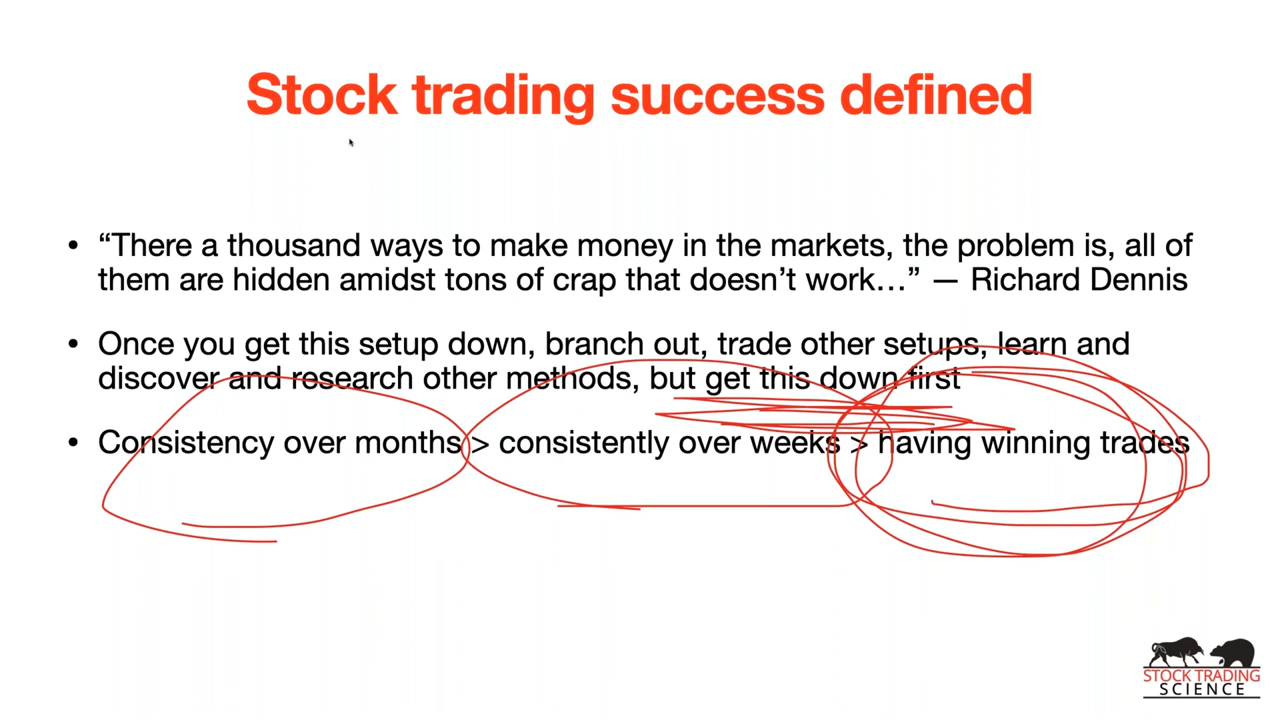 Stock trading success defined
• “There a thousand ways to make money in the markets, the problem is, all of
them are hidden amidst tons of crap that doesn’t work…” — Richard Dennis
• Once you get this setup down, branch out, trade other setups, learn and
discover and research other methods, but get this down first
• Consistency over months > consistently over weeks > having winning trades
STOCK TRADING
SCIENCE